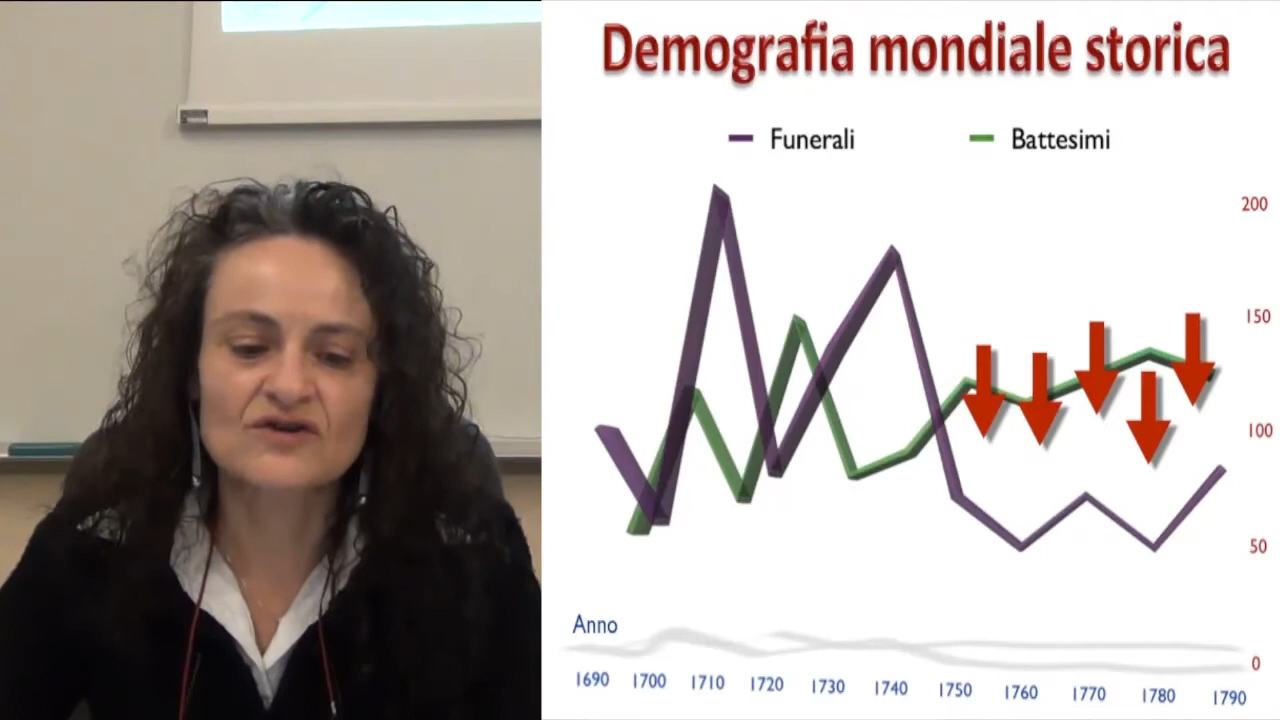 Demografia mondiale storica
Funerali Battesimi
200
150
100
50
0
Anno
1690 1700 1710 1720 1730 1740 1750 1760 1770 1780 1790